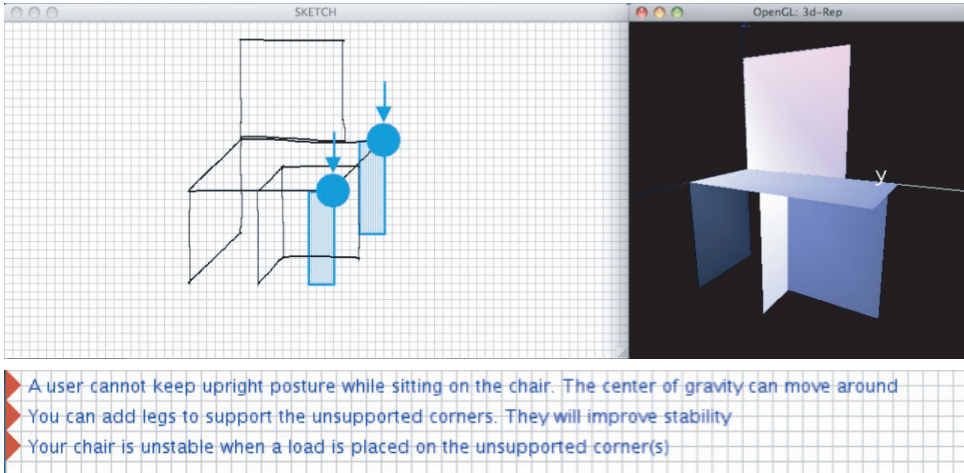 SKETCH
OpenGL: 3d-Rep
y
A user cannot keep upright posture while sitting on the chair. The center of gravity can move around
You can add legs to support the unsupported corners. They will improve stability
Your chair is unstable when a load is placed on the unsupported corner(s)